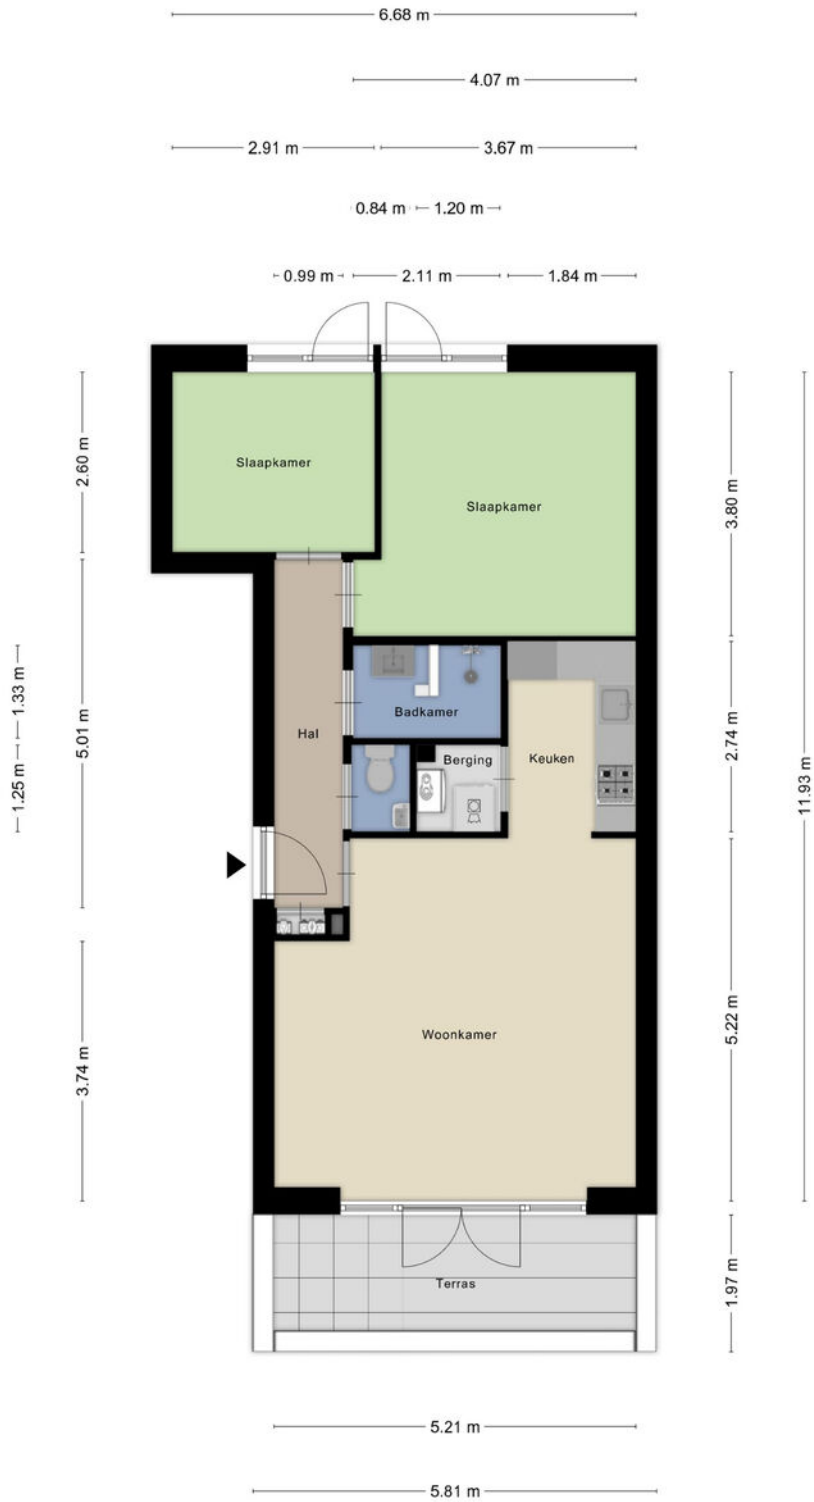 6.68 m
4.07 m
2.91 m
3.67 m
0.84 m
1.20 m
0.99 m
2.11 m
1.84 m
Slaapkamer
2.60 m
Slaapkamer
3.80 m
1.33 m
Badkamer
Hal
5.01 m
2.74 m
Berging
Keuken
1.25 m
11.93 m
5.22 m
Woonkamer
3.74 m
Terras
1.97 m
5.21 m
5.81 m